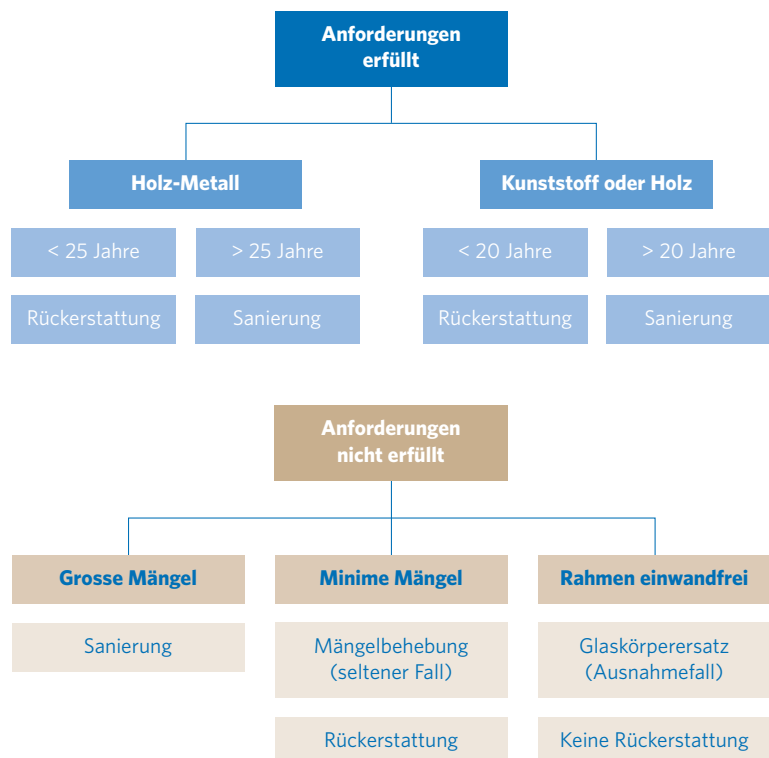 Anforderungen
erfüllt
Holz-Metall
Kunststoff oder Holz
< 25 Jahre
> 25 Jahre
< 20 Jahre
> 20 Jahre
Rückerstattung
Sanierung
Rückerstattung
Sanierung
Anforderungen
nicht erfüllt
Grosse Mängel
Minime Mängel
Rahmen einwandfrei
Sanierung
Mängelbehebung
(seltener Fall)
Glaskörperersatz
(Ausnahmefall)
Rückerstattung
Keine Rückerstattung